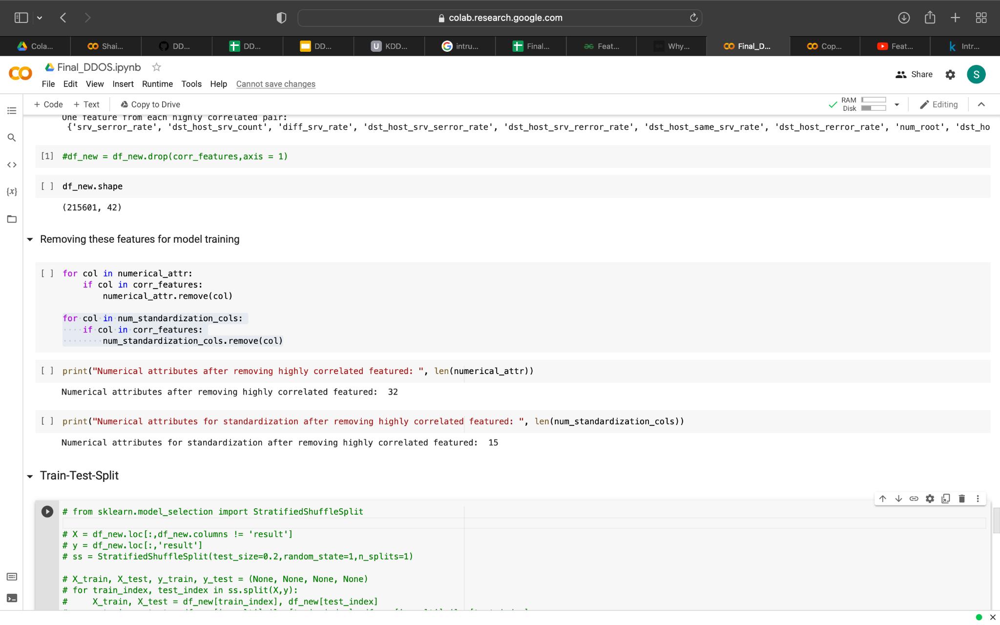 colab.research.google.com
Cola...
Shai...
DD...
DD...
DD...
U KDD...
intru...
Final...
Feat...
Why...
Final_D...
Cop...
Feat...
k Intr...
Final_DDOS.ipynb
File Edit View Insert Runtime Tools Help Cannot save changes
Share
S
+ Code + Text Copy to Drive
RAM
Disk
Editing
One feature from each highly correlated pair:
{'srv_serror_rate', 'dst_host_srv_count', 'diff_srv_rate', 'dst_host_srv_serror_rate', 'dst_host_srv_rerror_rate', 'dst_host_same_srv_rate', 'dst_host_rerror_rate', 'num_root', 'dst_ho
[1] #df_new = df_new.drop(corr_features,axis = 1)
[ ] df_new.shape
(215601, 42)
Removing these features for model training
[ ] for col in numerical_attr:
if col in corr_features:
numerical_attr.remove(col)
for col in num_standardization_cols:
if col in corr_features:
num_standardization_cols.remove(col)
[ ] print("Numerical attributes after removing highly correlated featured: ", len(numerical_attr))
Numerical attributes after removing highly correlated featured:  32
[ ] print("Numerical attributes for standardization after removing highly correlated featured: ", len(num_standardization_cols))
Numerical attributes for standardization after removing highly correlated featured:  15
Train-Test-Split
# from sklearn.model_selection import StratifiedShuffleSplit
# X = df_new.loc[:,df_new.columns != 'result']
# y = df_new.loc[:,'result']
# ss = StratifiedShuffleSplit(test_size=0.2,random_state=1,n_splits=1)
# X_train, X_test, y_train, y_test = (None, None, None, None)
# for train_index, test_index in ss.split(X,y):
#     X_train, X_test = df_new[train_index], df_new[test_index]